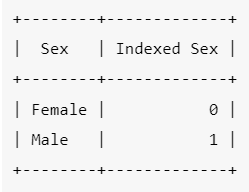 +--------+-------------+
|  Sex   | Indexed Sex |
+--------+-------------+
| Female |           0 |
| Male   |           1 |
+--------+-------------+